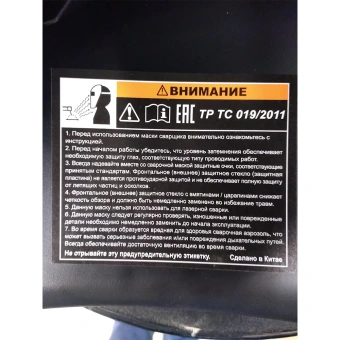 ВНИМАНИЕ
EAC ТР ТС 019/2011
1. Перед использованием маски сварщика внимательно ознакомьтесь с
инструкцией.
2. Перед началом работы убедитесь, что уровень затемнения обеспечивает
необходимую защиту глаз, соответствующую типу проводимых работ.
3. Всегда надевайте вместе со сварочной маской защитные очки, соответствующие
принятым стандартам. Фронтальное (внешнее) защитное стекло (защитная
пластина) не является противоударной защитой и не обеспечит полную защиту
от летящих частиц и осколков.
4. Фронтальное (внешнее) защитное стекло с вмятинами / царапинами снижает
четкость обзора и должно быть немедленно заменено во избежание травм.
5. Данную маску нельзя использовать для лазерной сварки.
6. Данную маску следует регулярно проверять, изношенные или поврежденные
детали необходимо немедленно заменить до начала эксплуатации.
7. Во время сварки образуется вредная для здоровья сварочная аэрозоль, что
может вызвать серьезные заболевания и/или повреждения дыхательных путей.
Всегда обеспечивайте достаточную вентиляцию во время сварки.
Не отрывайте эту предупредительную этикетку. Сделано в Китае